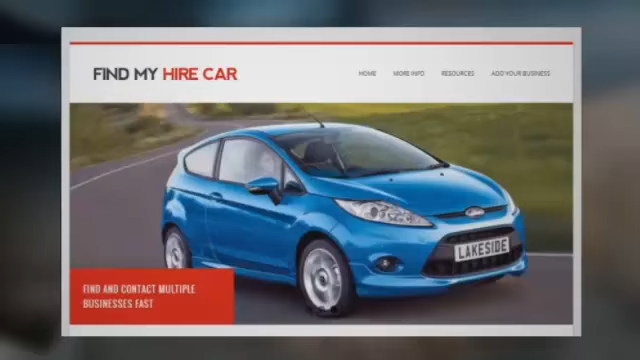 FIND MY HIRE CAR
HOME MORE INFO RESOURCES ADD YOUR BUSINESS
LAKESIDE
FIND AND CONTACT MULTIPLE
BUSINESSES FAST